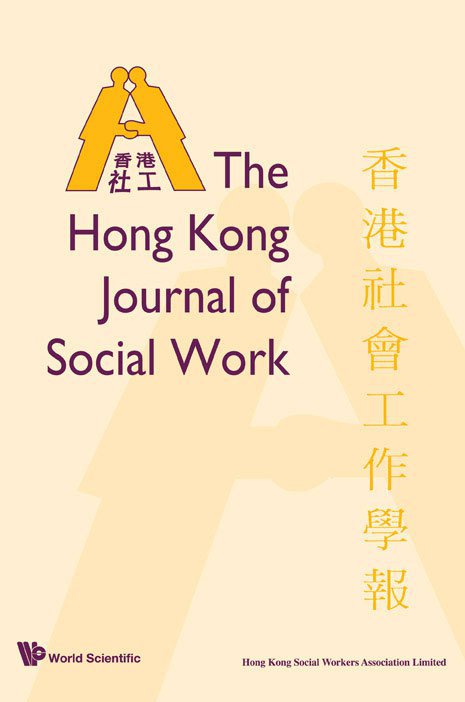 香港
社工
The
Hong Kong
Journal of
Social Work
香港社會工作學報
WP World Scientific
Hong Kong Social Workers Association Limited